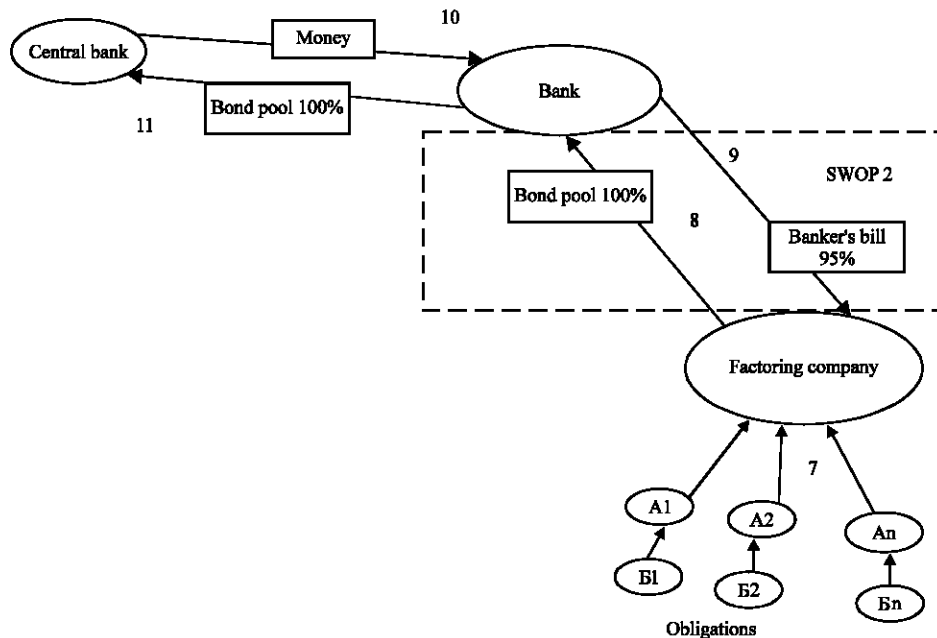 10
Money
Central bank
Bank
Bond pool 100%
11
9
SWOP 2
Bond pool 100%
8
Banker's bill
95%
Factoring company
7
A1
A2
An
Б1
Б2
Бn
Obligations